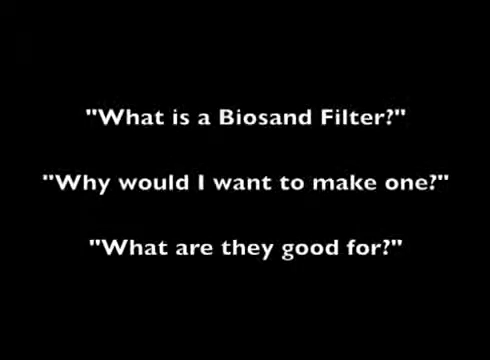 "What is a Biosand Filter?"
"Why would I want to make one?"
"What are they good for?"